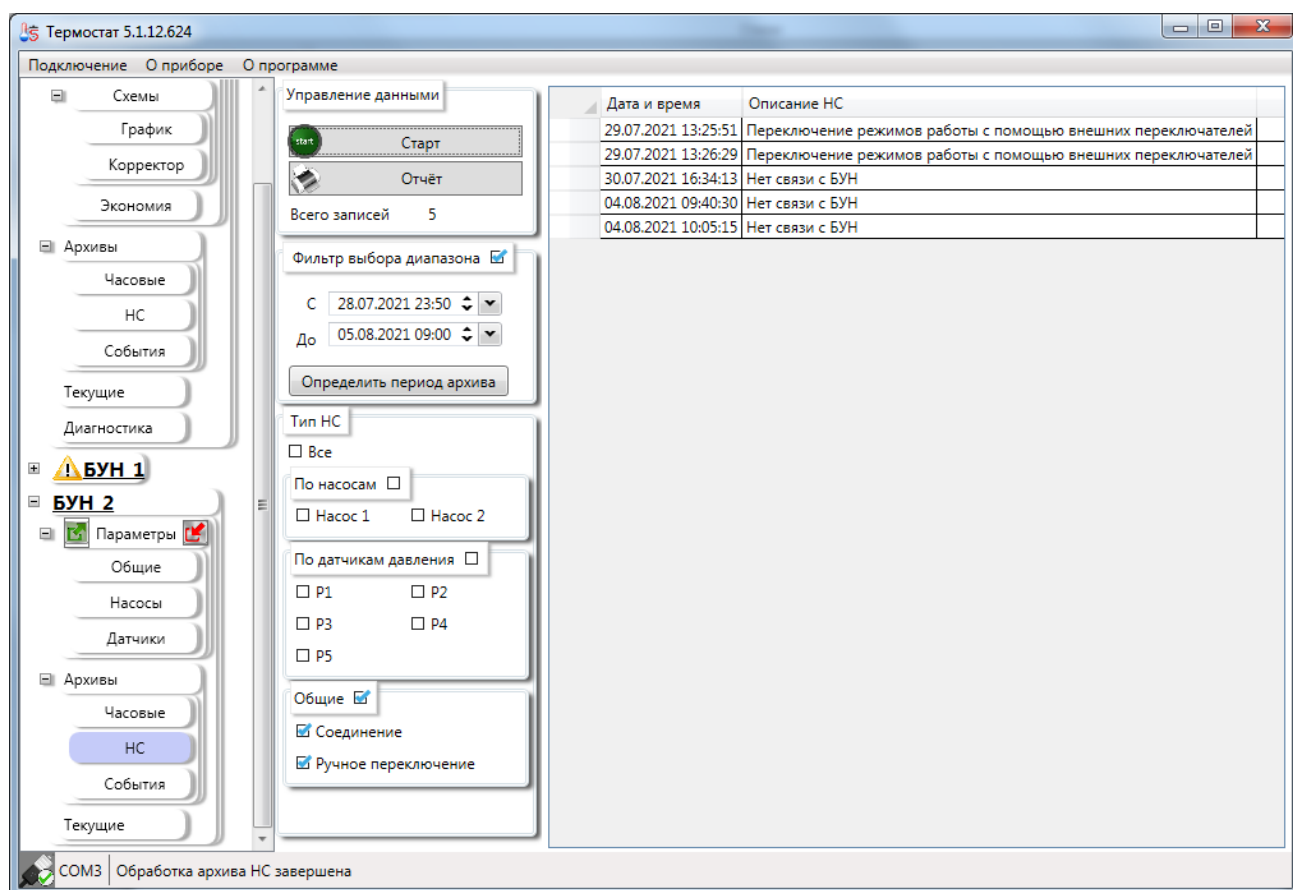 Термостат 5.1.12.624
Подключение О приборе О программе
Схемы
График
Корректор
Экономия
Архивы
Часовые
НС
События
Текущие
Диагностика
БУН 1
БУН 2
Параметры
Общие
Насосы
Датчики
Архивы
Часовые
НС
События
Текущие
Управление данными
start Старт
Отчёт
Всего записей 5
Фильтр выбора диапазона
С 28.07.2021 23:50
До 05.08.2021 09:00
Определить период архива
Тип НС
Все
По насосам
Насос 1 Насос 2
По датчикам давления
P1 P2
P3 P4
P5
Общие
Соединение
Ручное переключение
Дата и время Описание НС
29.07.2021 13:25:51 Переключение режимов работы с помощью внешних переключателей
29.07.2021 13:26:29 Переключение режимов работы с помощью внешних переключателей
30.07.2021 16:34:13 Нет связи с БУН
04.08.2021 09:40:30 Нет связи с БУН
04.08.2021 10:05:15 Нет связи с БУН
COM3 Обработка архива НС завершена